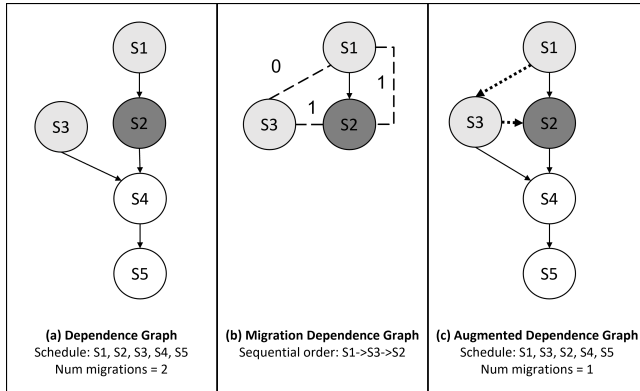 S1
S2
S3
S4
S5
(a) Dependence Graph
Schedule: S1, S2, S3, S4, S5
Num migrations = 2
S1
0
1
S3
1
S2
(b) Migration Dependence Graph
Sequential order: S1->S3->S2
S1
S3
S2
S4
S5
(c) Augmented Dependence Graph
Schedule: S1, S3, S2, S4, S5
Num migrations = 1